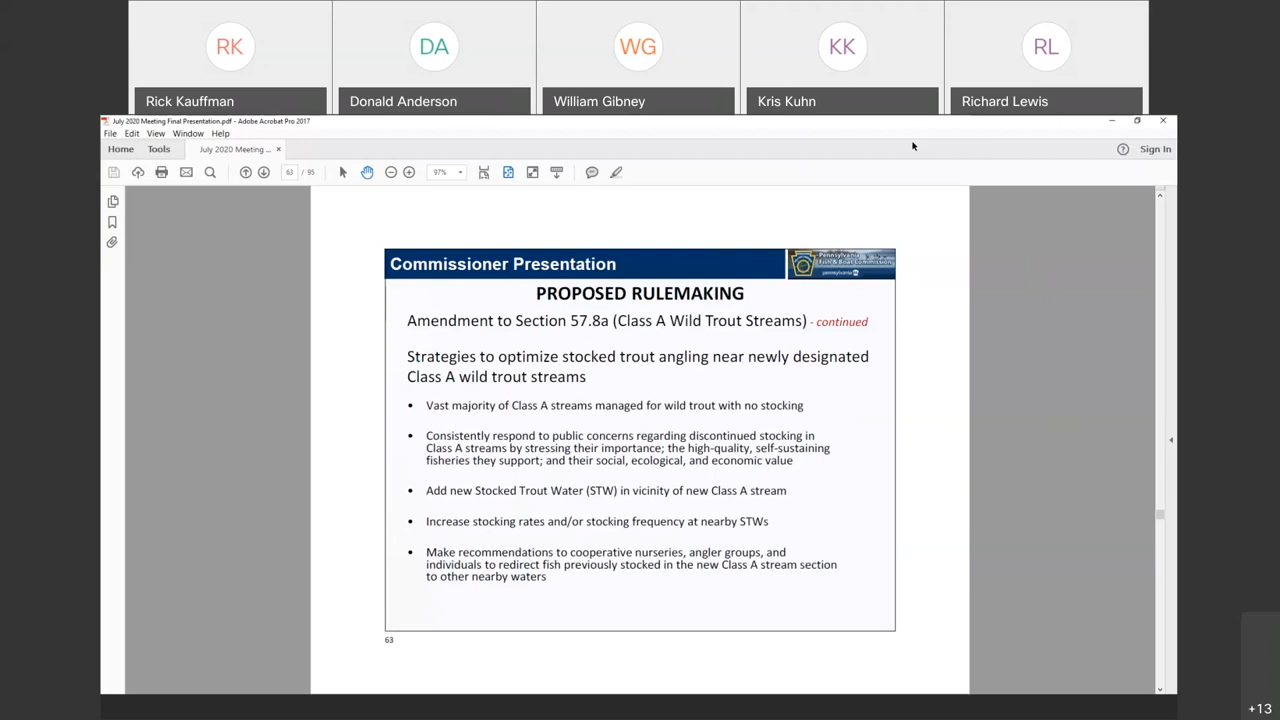 RK
DA
WG
KK
RL
Rick Kauffman
Donald Anderson
William Gibney
Kris Kuhn
Richard Lewis
July 2020 Meeting Final Presentation.pdf - Adobe Acrobat Pro 2017
File Edit View Window Help
Home Tools July 2020 Meeting ... × Sign In
63 / 95 97%
Commissioner Presentation
Pennsylvania
Fish & Boat Commission
pennsylvania
PROPOSED RULEMAKING
Amendment to Section 57.8a (Class A Wild Trout Streams) - continued
Strategies to optimize stocked trout angling near newly designated
Class A wild trout streams
• Vast majority of Class A streams managed for wild trout with no stocking
• Consistently respond to public concerns regarding discontinued stocking in
Class A streams by stressing their importance; the high-quality, self-sustaining
fisheries they support; and their social, ecological, and economic value
• Add new Stocked Trout Water (STW) in vicinity of new Class A stream
• Increase stocking rates and/or stocking frequency at nearby STWs
• Make recommendations to cooperative nurseries, angler groups, and
individuals to redirect fish previously stocked in the new Class A stream section
to other nearby waters
63
+13